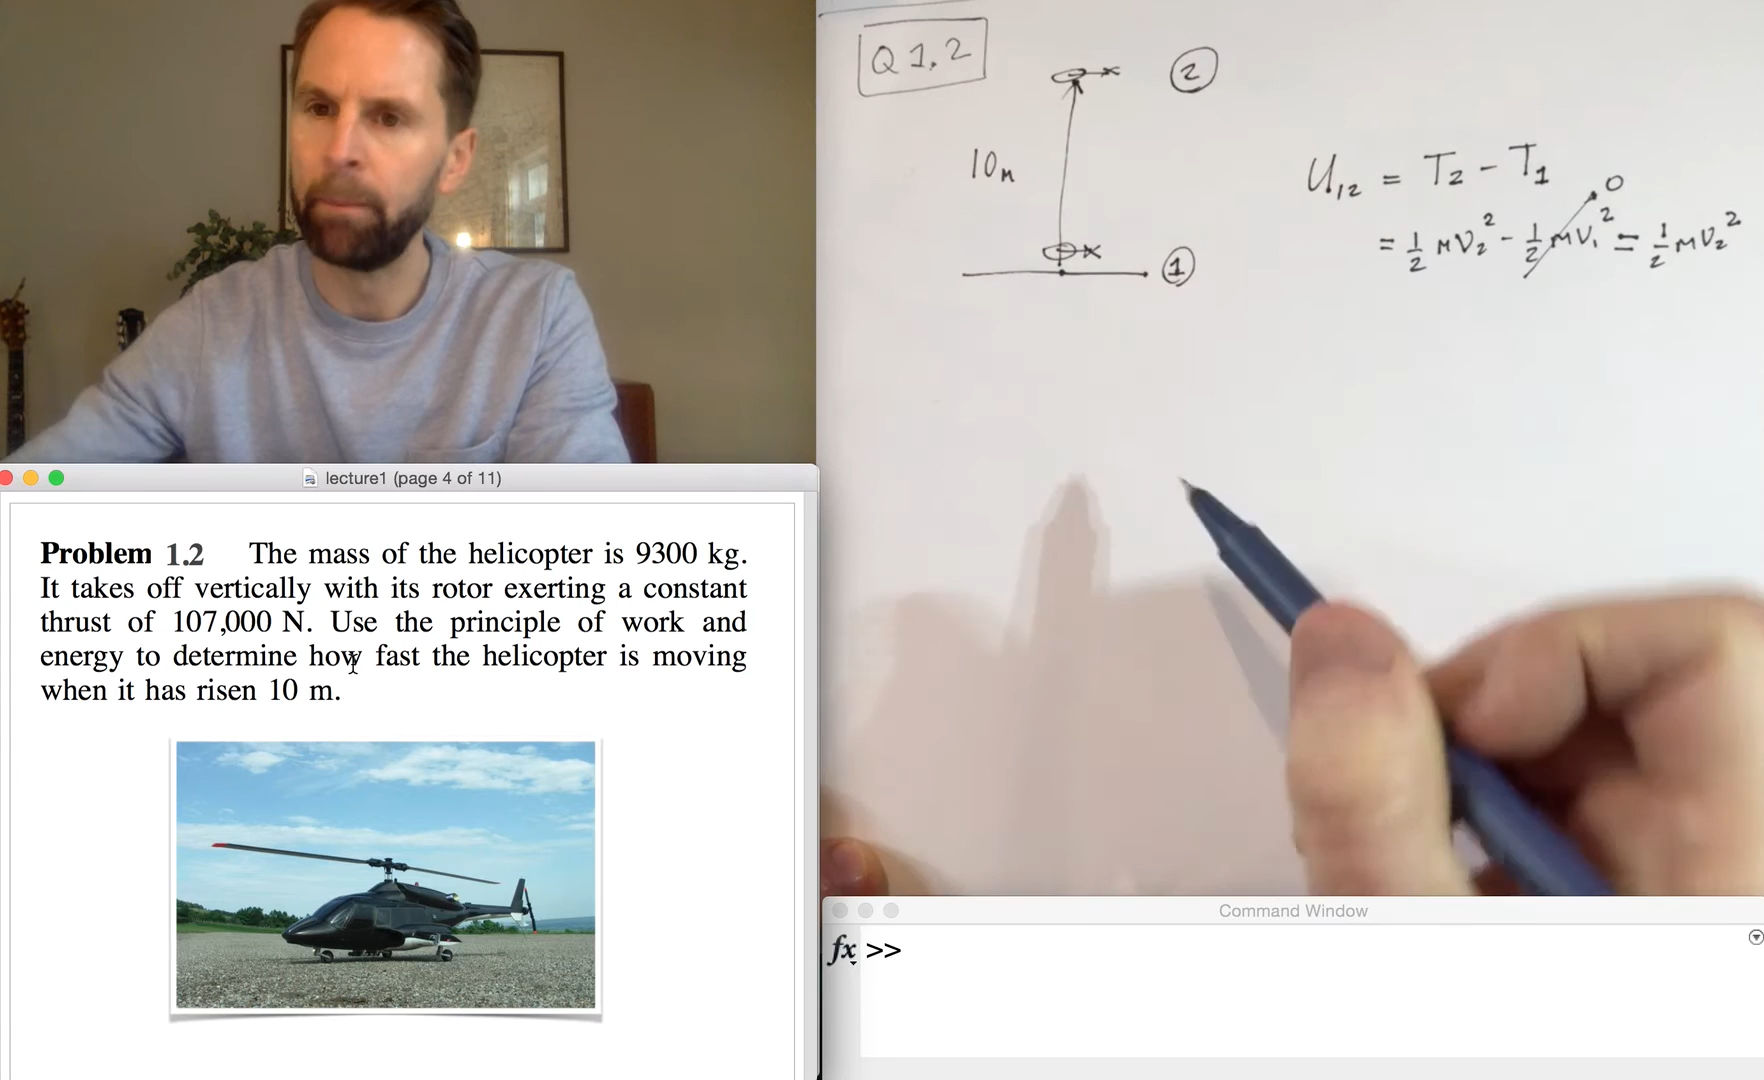 Q 1.2
2
10m
1
U₁₂ = T₂ - T₁
0
= ½ mV₂² - ½ mV₁² = ½ mV₂²
lecture1 (page 4 of 11)
Problem 1.2 The mass of the helicopter is 9300 kg.
It takes off vertically with its rotor exerting a constant
thrust of 107,000 N. Use the principle of work and
energy to determine how fast the helicopter is moving
when it has risen 10 m.
Command Window
fx >>